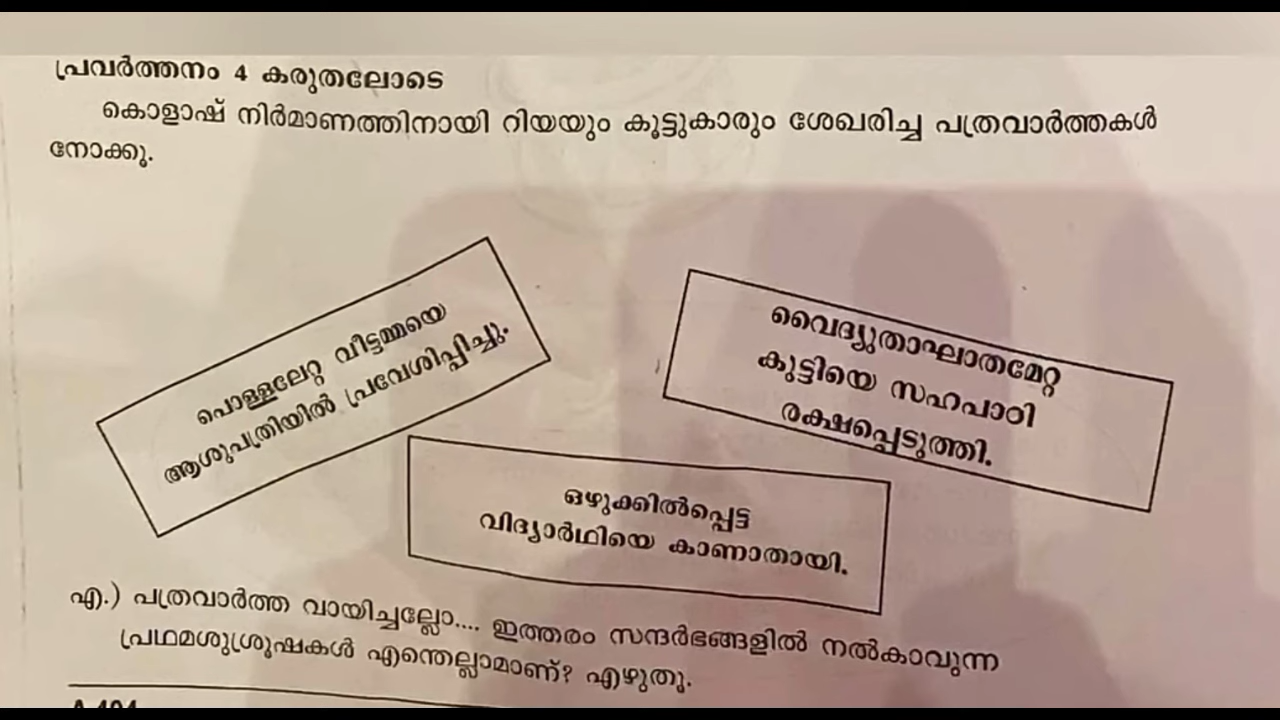 പ്രവർത്തനം 4 കരുതലോടെ
കൊളാഷ് നിർമാണത്തിനായി റിയയും കൂട്ടുകാരും ശേഖരിച്ച പത്രവാർത്തകൾ
നോക്കൂ.
പൊള്ളലേറ്റ വീട്ടമ്മയെ
ആശുപത്രിയിൽ പ്രവേശിപ്പിച്ചു.
വൈദ്യുതാഘാതമേറ്റ
കുട്ടിയെ സഹപാഠി
രക്ഷപ്പെടുത്തി.
ഒഴുക്കിൽപ്പെട്ട
വിദ്യാർഥിയെ കാണാതായി.
എ.) പത്രവാർത്ത വായിച്ചല്ലോ.... ഇത്തരം സന്ദർഭങ്ങളിൽ നൽകാവുന്ന
പ്രഥമശുശ്രൂഷകൾ എന്തെല്ലാമാണ്? എഴുതൂ.